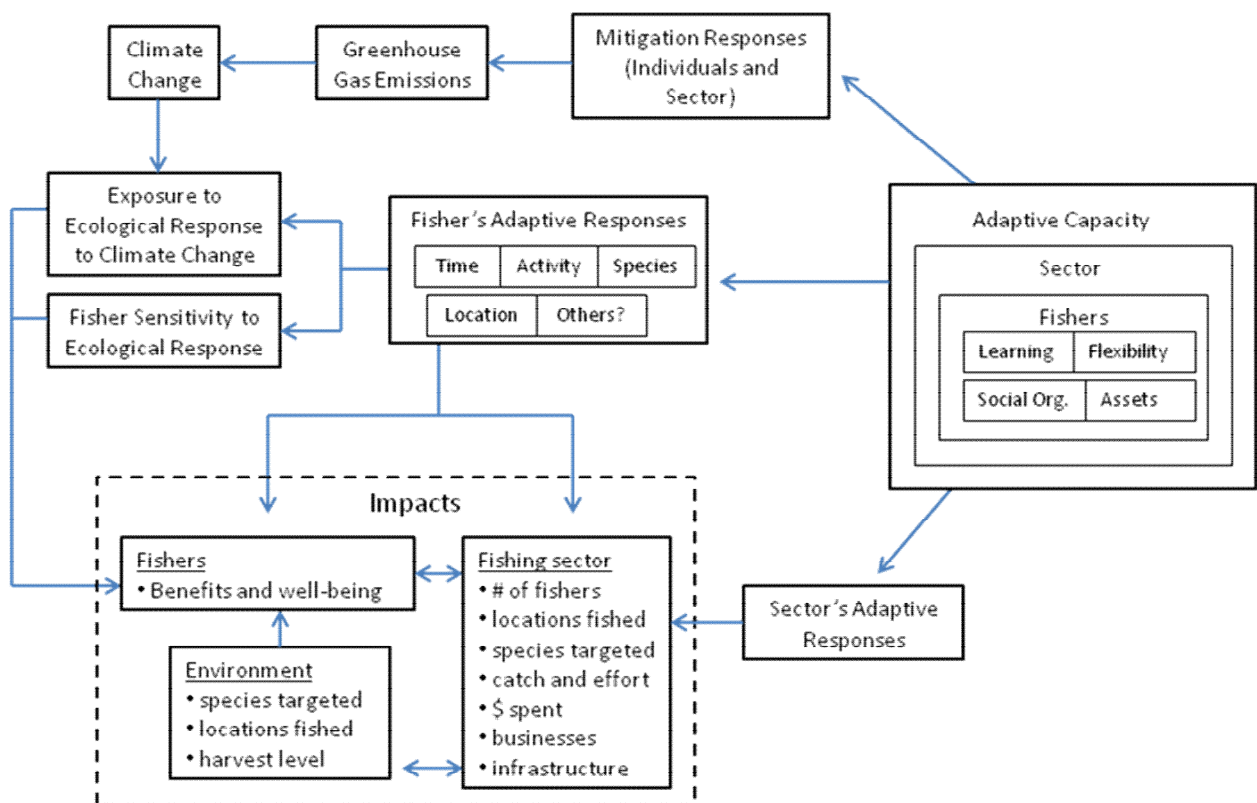 Climate
Change
Greenhouse
Gas Emissions
Mitigation Responses
(Individuals and
Sector)
Exposure to
Ecological Response
to Climate Change
Fisher Sensitivity to
Ecological Response
Fisher's Adaptive Responses
Time
Activity
Species
Location
Others?
Adaptive Capacity
Sector
Fishers
Learning
Flexibility
Social Org.
Assets
Impacts
Fishers
• Benefits and well-being
Environment
• species targeted
• locations fished
• harvest level
Fishing sector
• # of fishers
• locations fished
• species targeted
• catch and effort
• $ spent
• businesses
• infrastructure
Sector's Adaptive
Responses